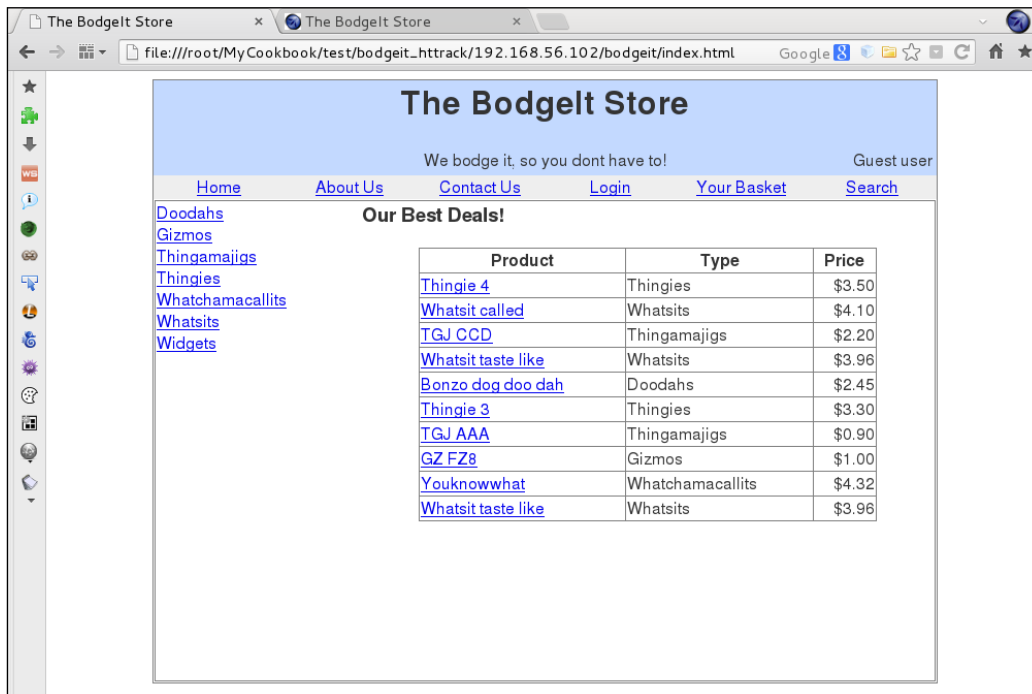 The BodgeIt Store × The BodgeIt Store ×
file:///root/MyCookbook/test/bodgeit_httrack/192.168.56.102/bodgeit/index.html Google 8
WS
The BodgeIt Store
We bodge it, so you dont have to! Guest user
Home About Us Contact Us Login Your Basket Search
Doodahs
Gizmos
Thingamajigs
Thingies
Whatchamacallits
Whatsits
Widgets
Our Best Deals!
Product Type Price
Thingie 4 Thingies $3.50
Whatsit called Whatsits $4.10
TGJ CCD Thingamajigs $2.20
Whatsit taste like Whatsits $3.96
Bonzo dog doo dah Doodahs $2.45
Thingie 3 Thingies $3.30
TGJ AAA Thingamajigs $0.90
GZ FZ8 Gizmos $1.00
Youknowwhat Whatchamacallits $4.32
Whatsit taste like Whatsits $3.96